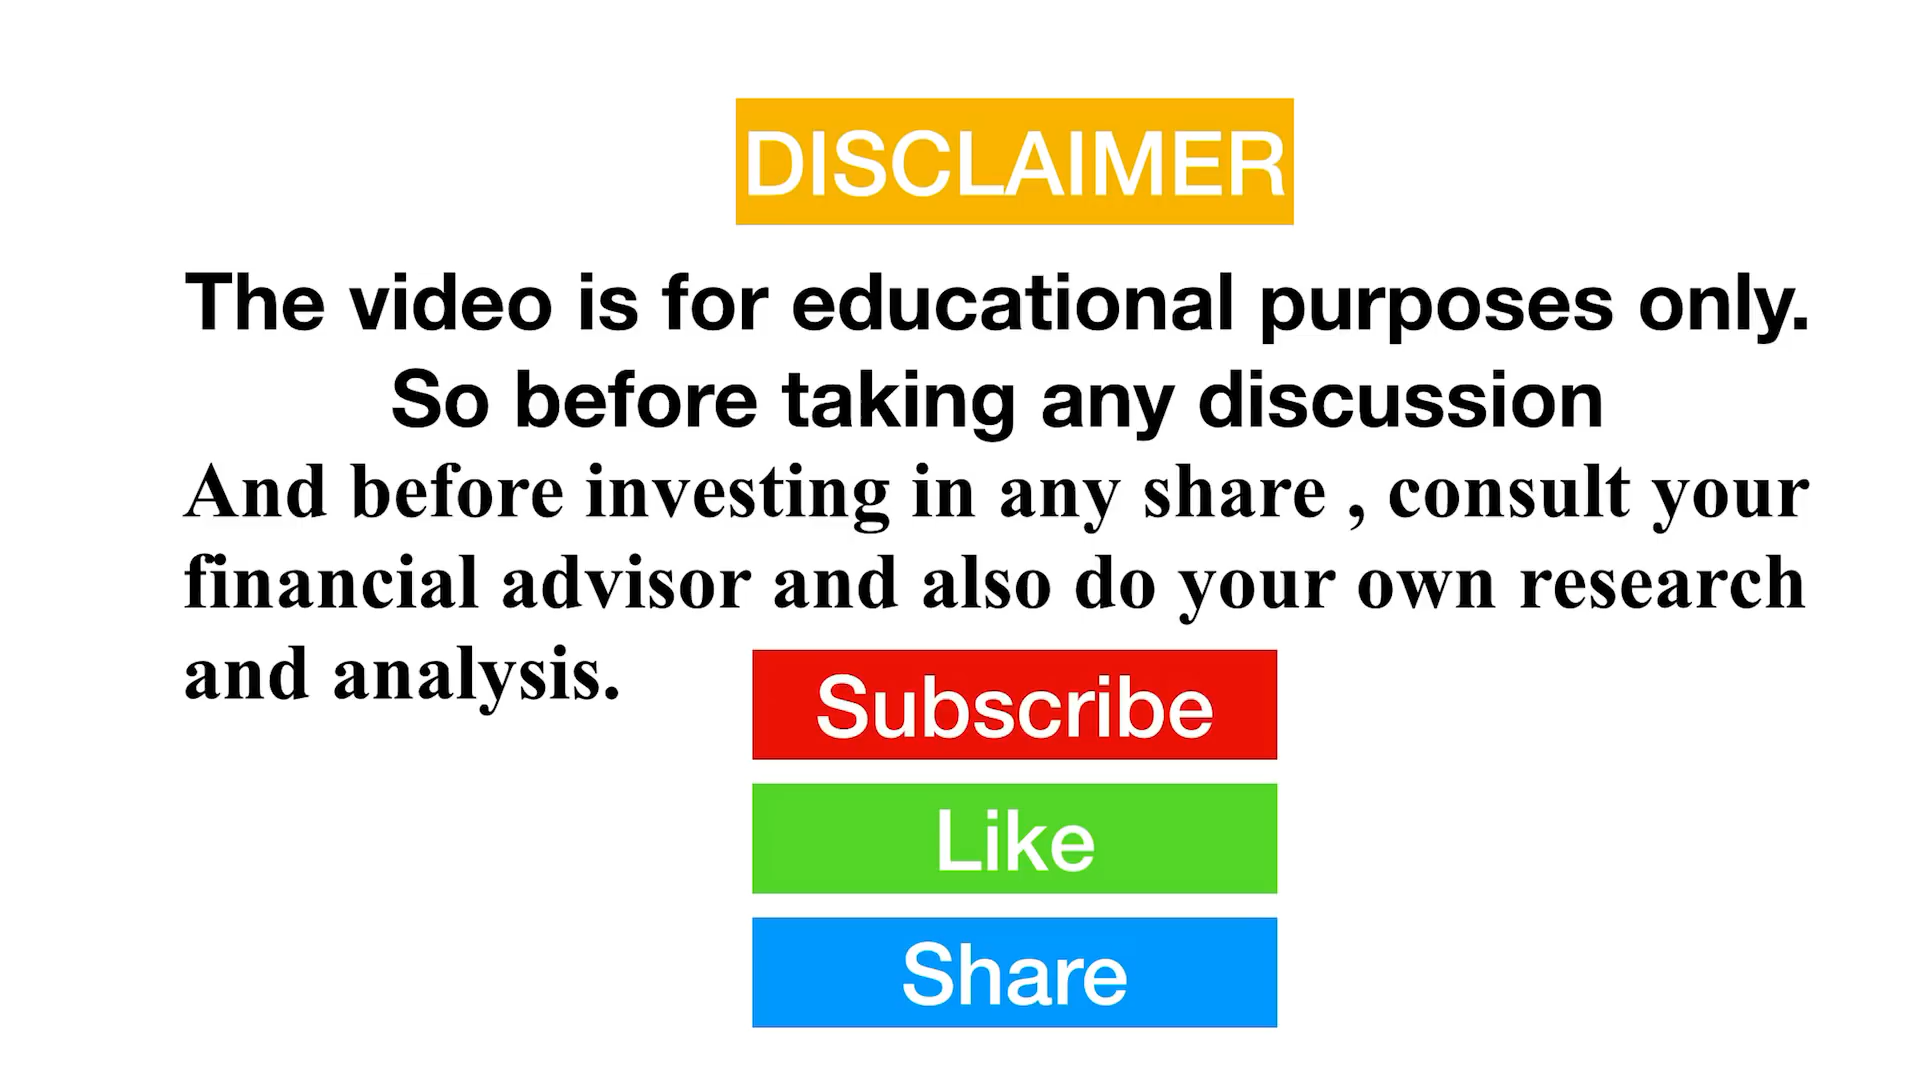 DISCLAIMER
The video is for educational purposes only.
So before taking any discussion
And before investing in any share , consult your
financial advisor and also do your own research
and analysis.
Subscribe
Like
Share